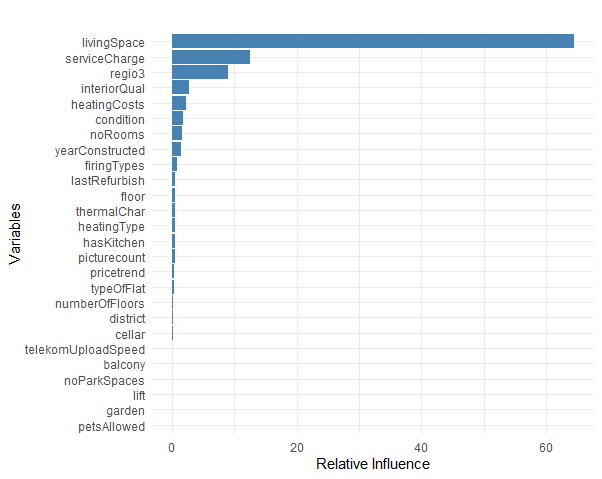 livingSpace
serviceCharge
regio3
interiorQual
heatingCosts
condition
noRooms
yearConstructed
firingTypes
lastRefurbish
floor
thermalChar
heatingType
hasKitchen
picturecount
pricetrend
typeOfFlat
numberOfFloors
district
cellar
telekomUploadSpeed
balcony
noParkSpaces
lift
garden
petsAllowed
Variables
0 20 40 60
Relative Influence